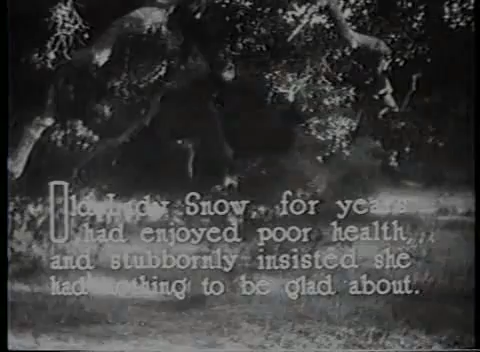 Old Lady Snow, for years
had enjoyed poor health,
and stubbornly insisted she
had nothing to be glad about.